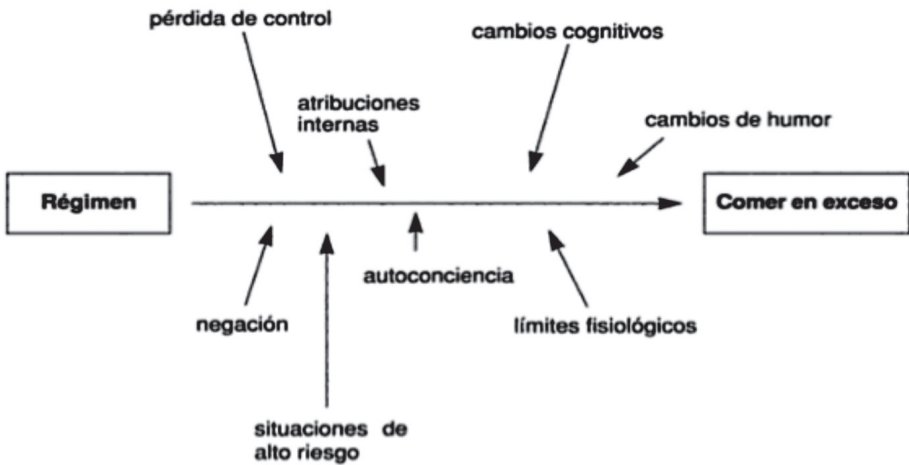 pérdida de control
cambios cognitivos
atribuciones
internas
cambios de humor
Régimen
Comer en exceso
autoconciencia
negación
límites fisiológicos
situaciones de
alto riesgo